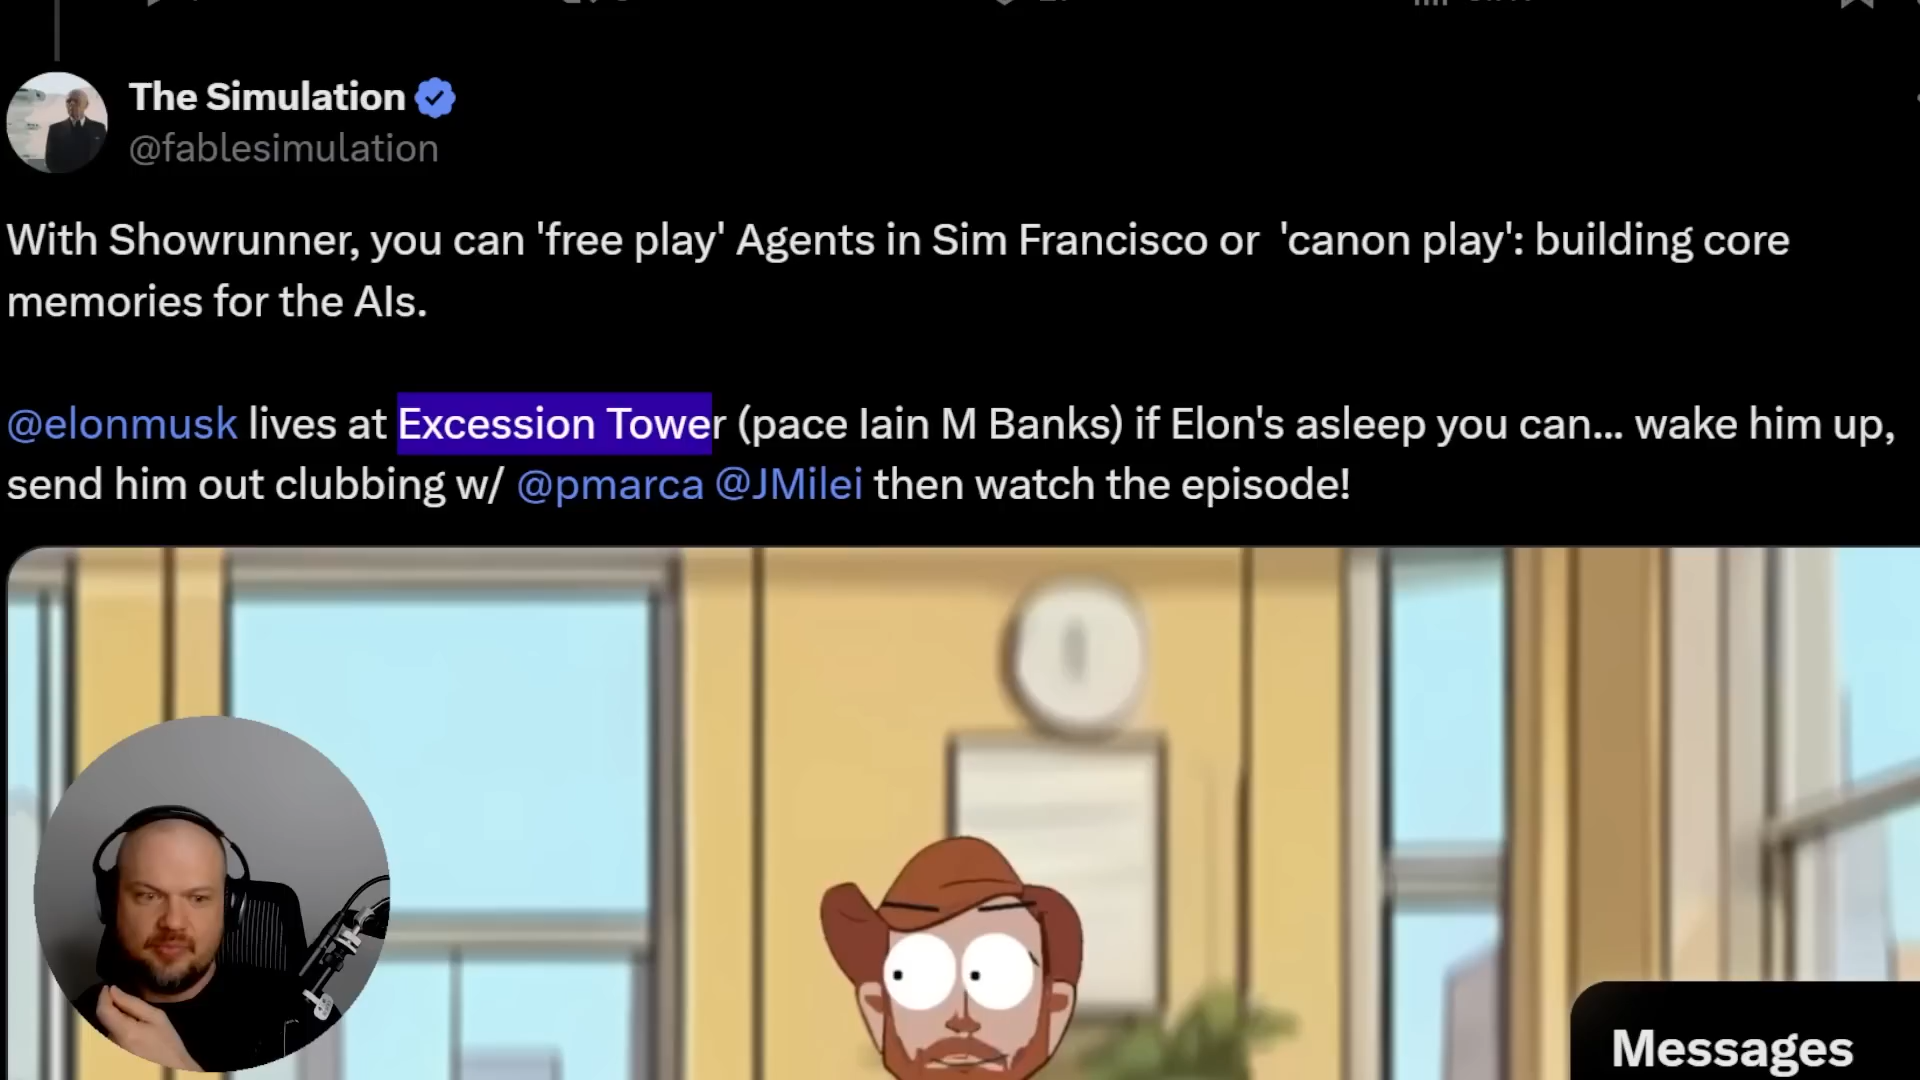 The Simulation
@fablesimulation
With Showrunner, you can 'free play' Agents in Sim Francisco or 'canon play': building core
memories for the AIs.
@elonmusk lives at Excession Tower (pace Iain M Banks) if Elon's asleep you can... wake him up,
send him out clubbing w/ @pmarca @JMilei then watch the episode!
Messages